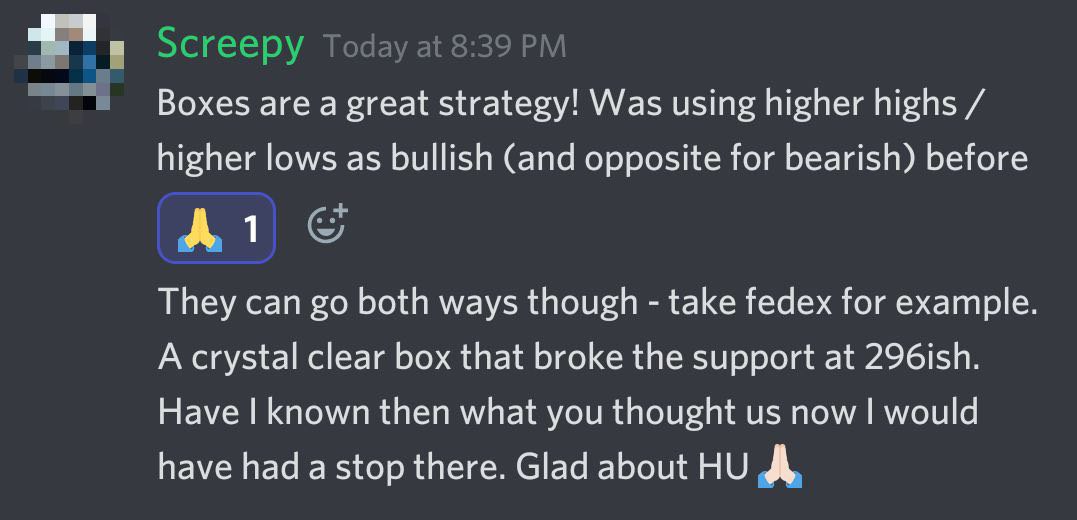 Screepy Today at 8:39 PM
Boxes are a great strategy! Was using higher highs /
higher lows as bullish (and opposite for bearish) before
🙏 1
They can go both ways though - take fedex for example.
A crystal clear box that broke the support at 296ish.
Have I known then what you thought us now I would
have had a stop there. Glad about HU 🙏🏻